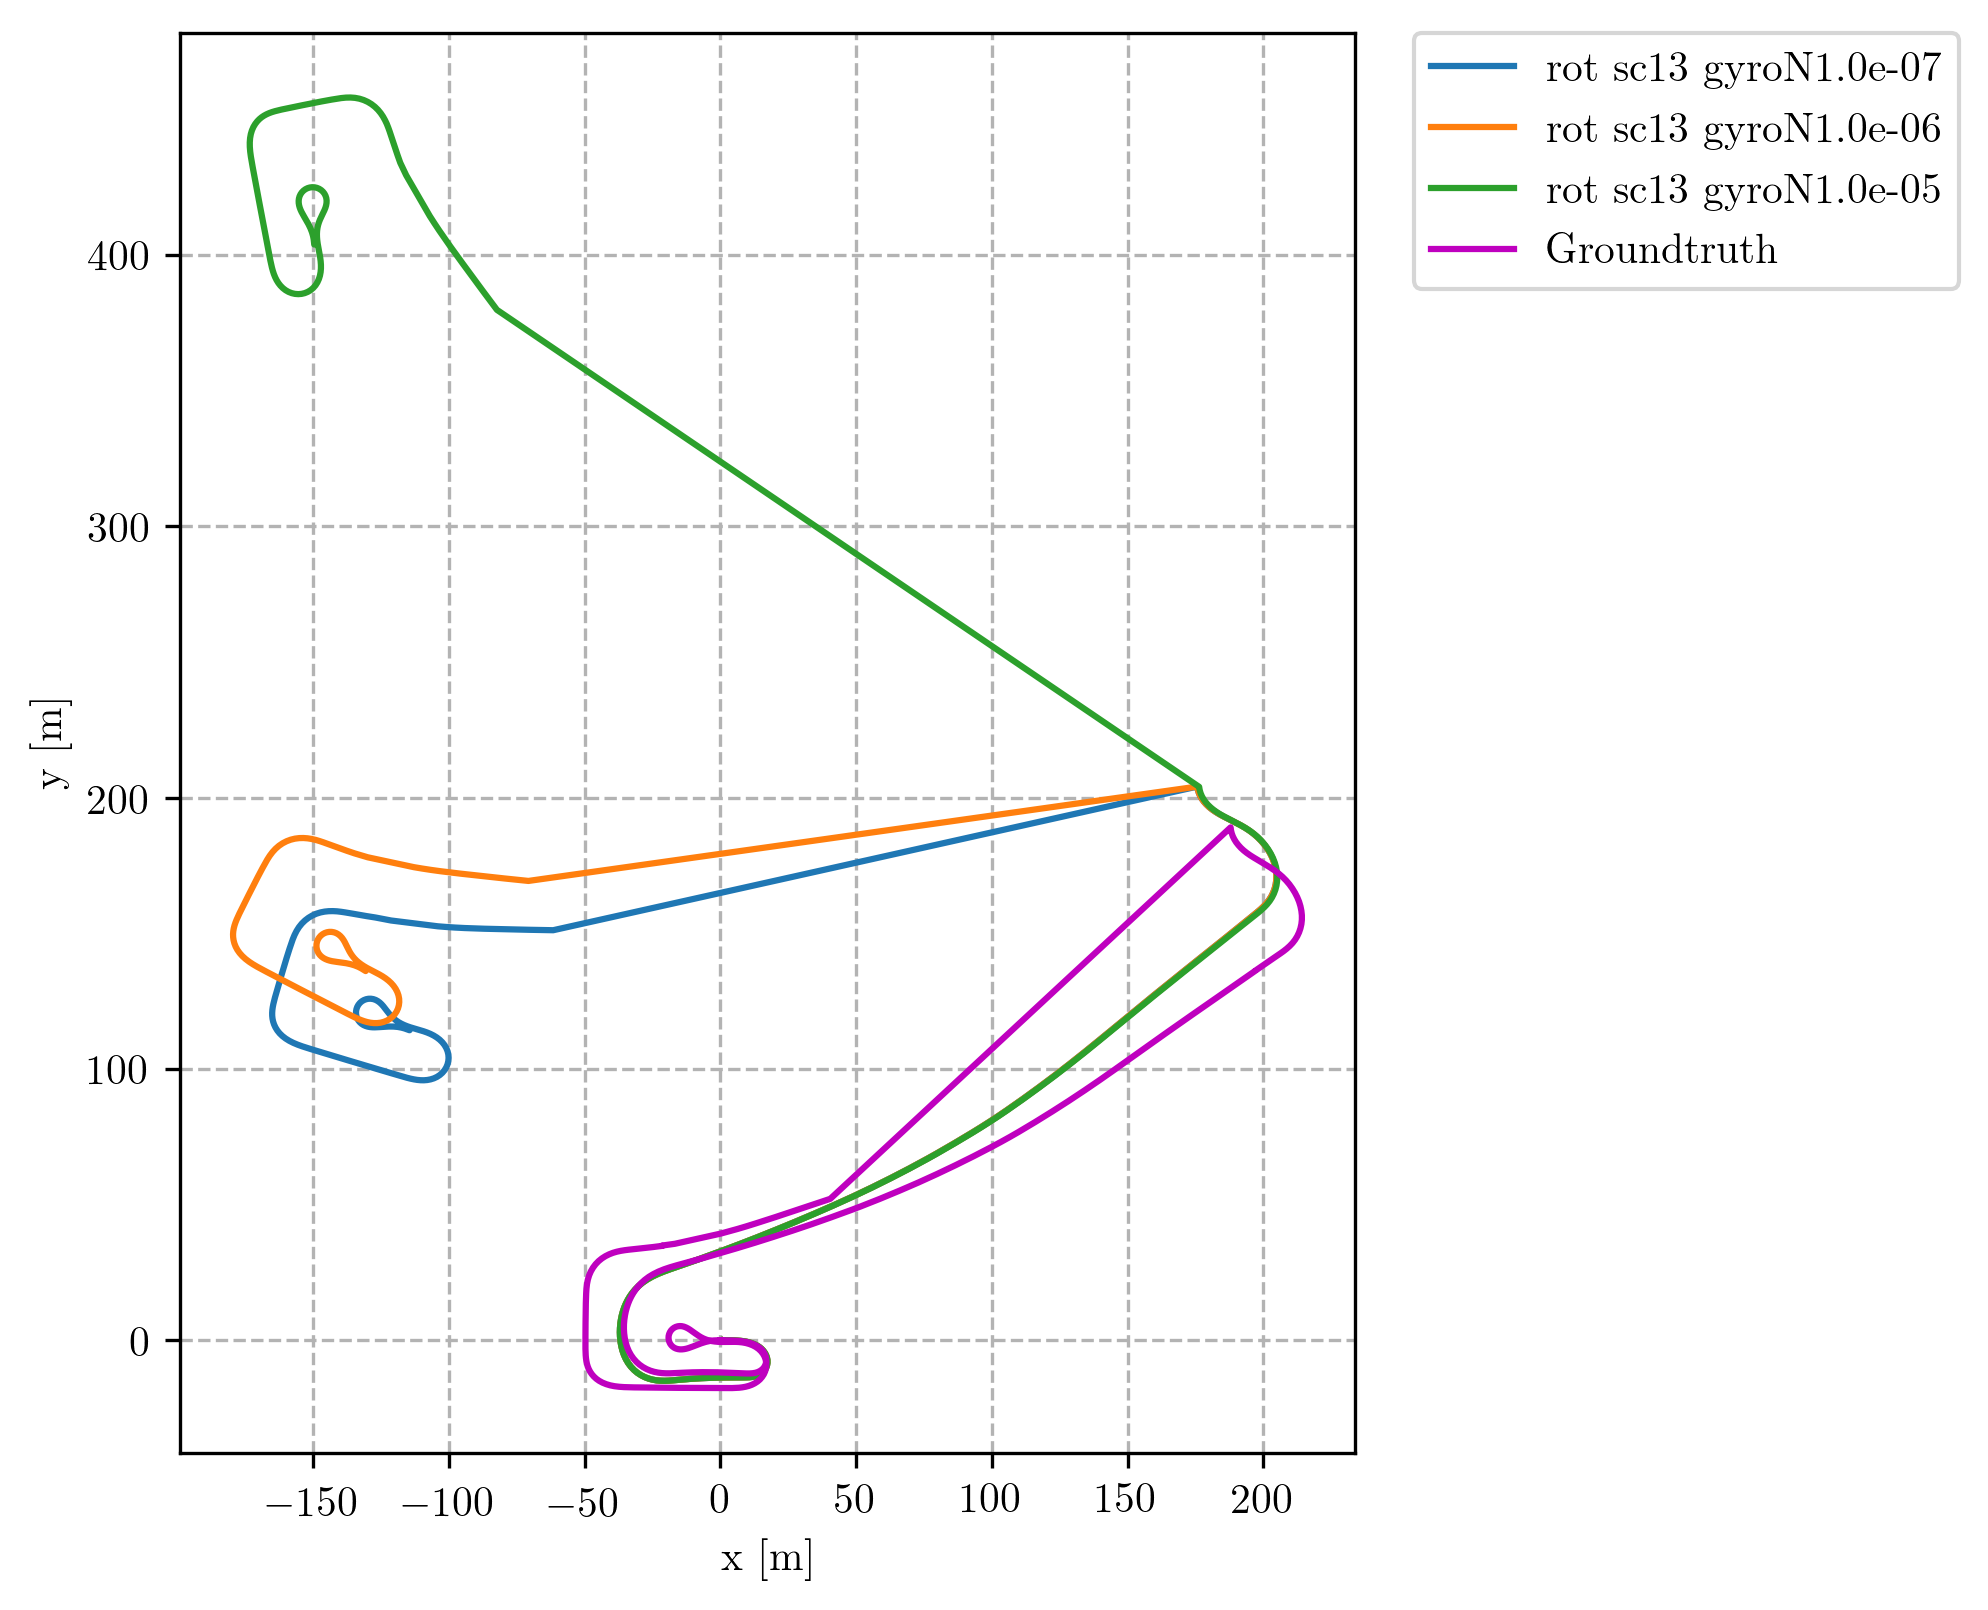 rot sc13 gyroN1.0e-07
rot sc13 gyroN1.0e-06
rot sc13 gyroN1.0e-05
Groundtruth
400
300
200
100
0
y [m]
−150 −100 −50 0 50 100 150 200
x [m]